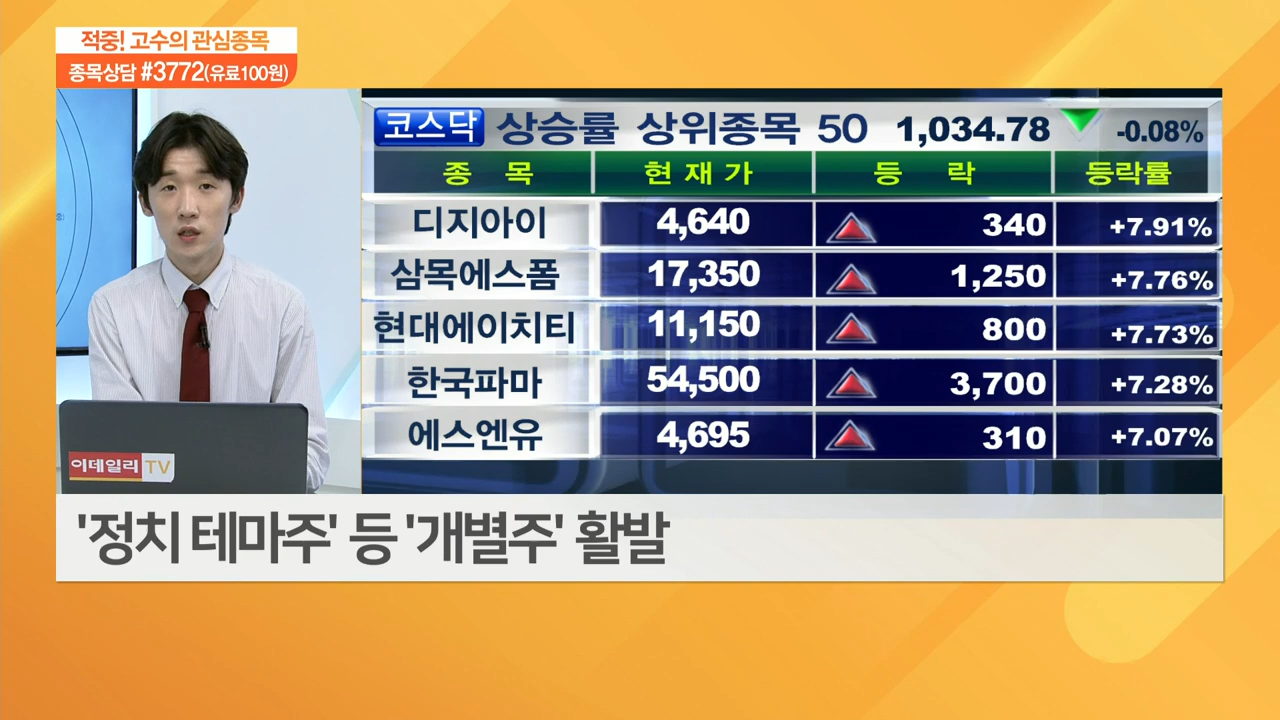 적중! 고수의 관심종목
종목상담 #3772(유료100원)
코스닥 상승률 상위종목 50 1,034.78 -0.08%
종목 현재가 등락 등락률
디지아이 4,640 340 +7.91%
삼목에스폼 17,350 1,250 +7.76%
현대에이치티 11,150 800 +7.73%
한국파마 54,500 3,700 +7.28%
에스엔유 4,695 310 +7.07%
이데일리 TV
'정치 테마주' 등 '개별주' 활발